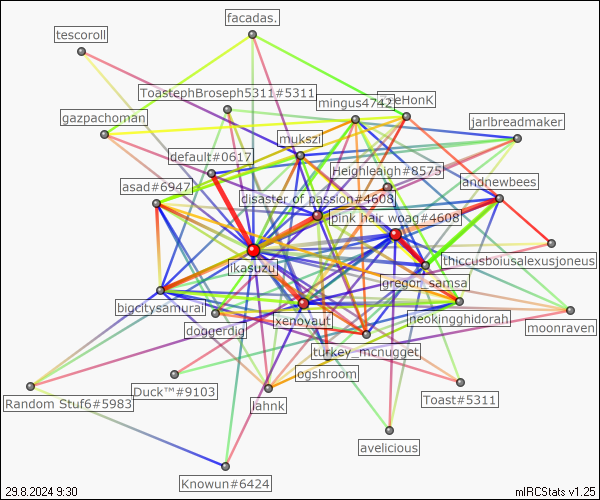 facadas.
tescoroll
ToastephBroseph5311#5311
mingus4742
eHonK
gazpachoman
jarlbreadmaker
mukszi
default#0617
Heighleagh#8575
asad#6947
andnewbees
disaster of passion#4608
pink hair woag#4608
thiccusboiusalexusjoneus
ikasuzu
gregor_samsa
bigcitysamurai
xenoyaut
neokingghidorah
doggerdig
moonraven
turkey_mcnugget
ogshroom
Duck™#9103
Toast#5311
Random Stuf6#5983
lahnk
avelicious
Knowun#6424
29.8.2024 9:30
mIRCStats v1.25